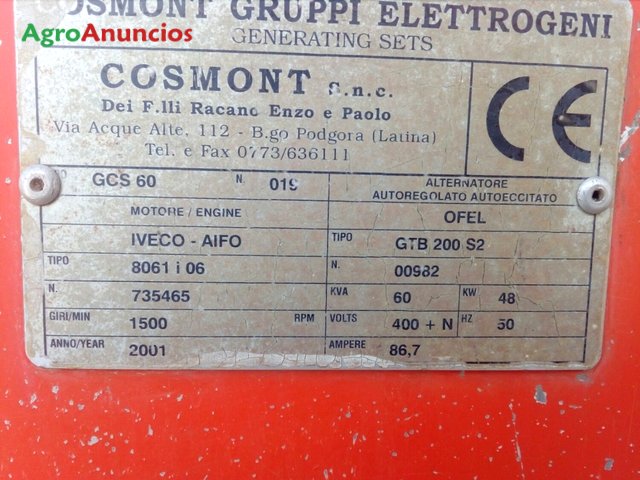 COSMONT GRUPPI ELETTROGENI
AgroAnuncios
GENERATING SETS
COSMONT S.n.c.
Dei F.lli Racano Enzo e Paolo
Via Acque Alte, 112 - B.go Podgora (Latina)
Tel. e Fax 0773/636111
CE
GCS 60 N. 019
ALTERNATORE
AUTOREGOLATO AUTOECCITATO
MOTORE / ENGINE OFEL
IVECO - AIFO TIPO GTB 200 S2
TIPO 8061 i 06 N. 00982
N. 735465 KVA 60 KW 48
GIRI/MIN 1500 RPM VOLTS 400 + N HZ 50
ANNO/YEAR 2001 AMPERE 86,7